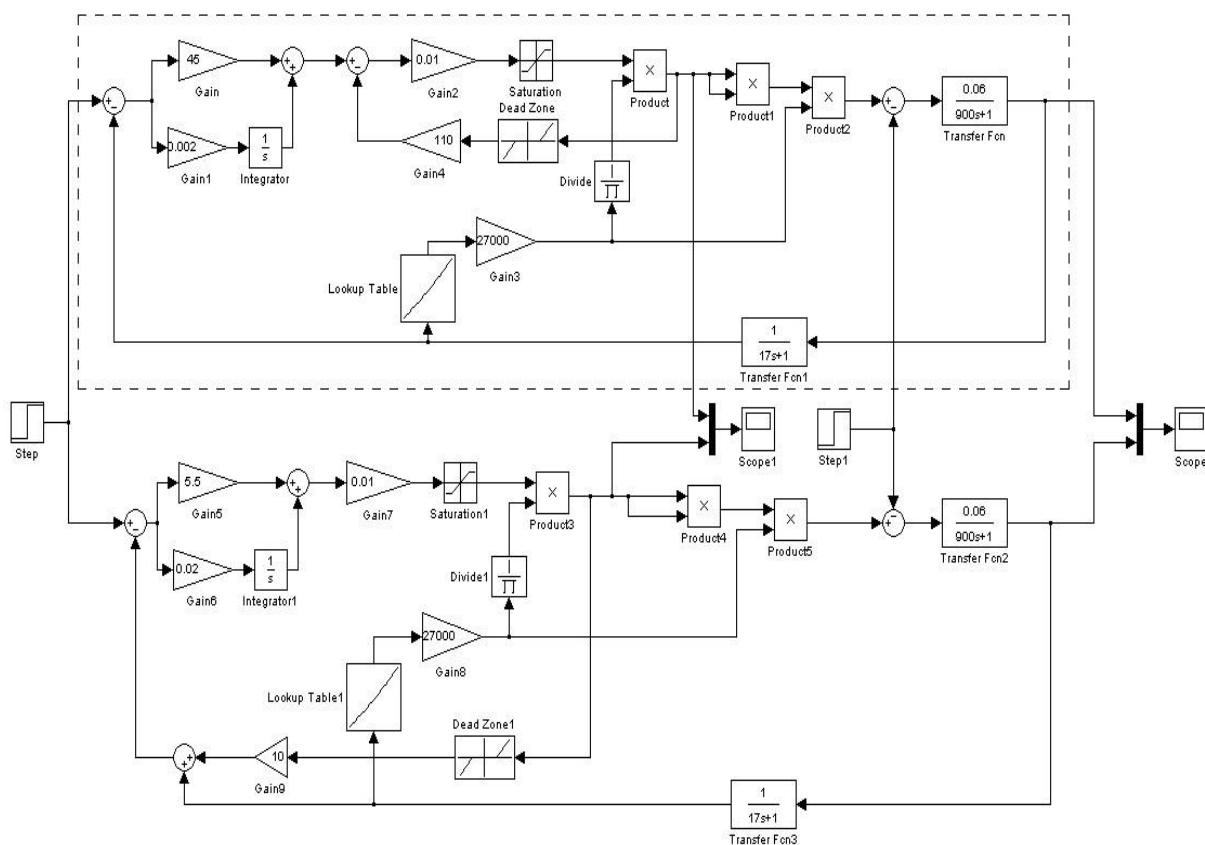 45
Gain
0.002
Gain1
1
s
Integrator
0.01
Gain2
Saturation
Dead Zone
110
Gain4
X
Product
X
Product1
X
Product2
Divide
0.06
900s+1
Transfer Fcn
27000
Gain3
Lookup Table
1
17s+1
Transfer Fcn1
Step
Scope1
Step1
Scope
5.5
Gain5
0.02
Gain6
1
s
Integrator1
0.01
Gain7
Saturation1
X
Product3
X
Product4
X
Product5
Divide1
0.06
900s+1
Transfer Fcn2
27000
Gain8
Lookup Table1
Dead Zone1
10
Gain9
1
17s+1
Transfer Fcn3